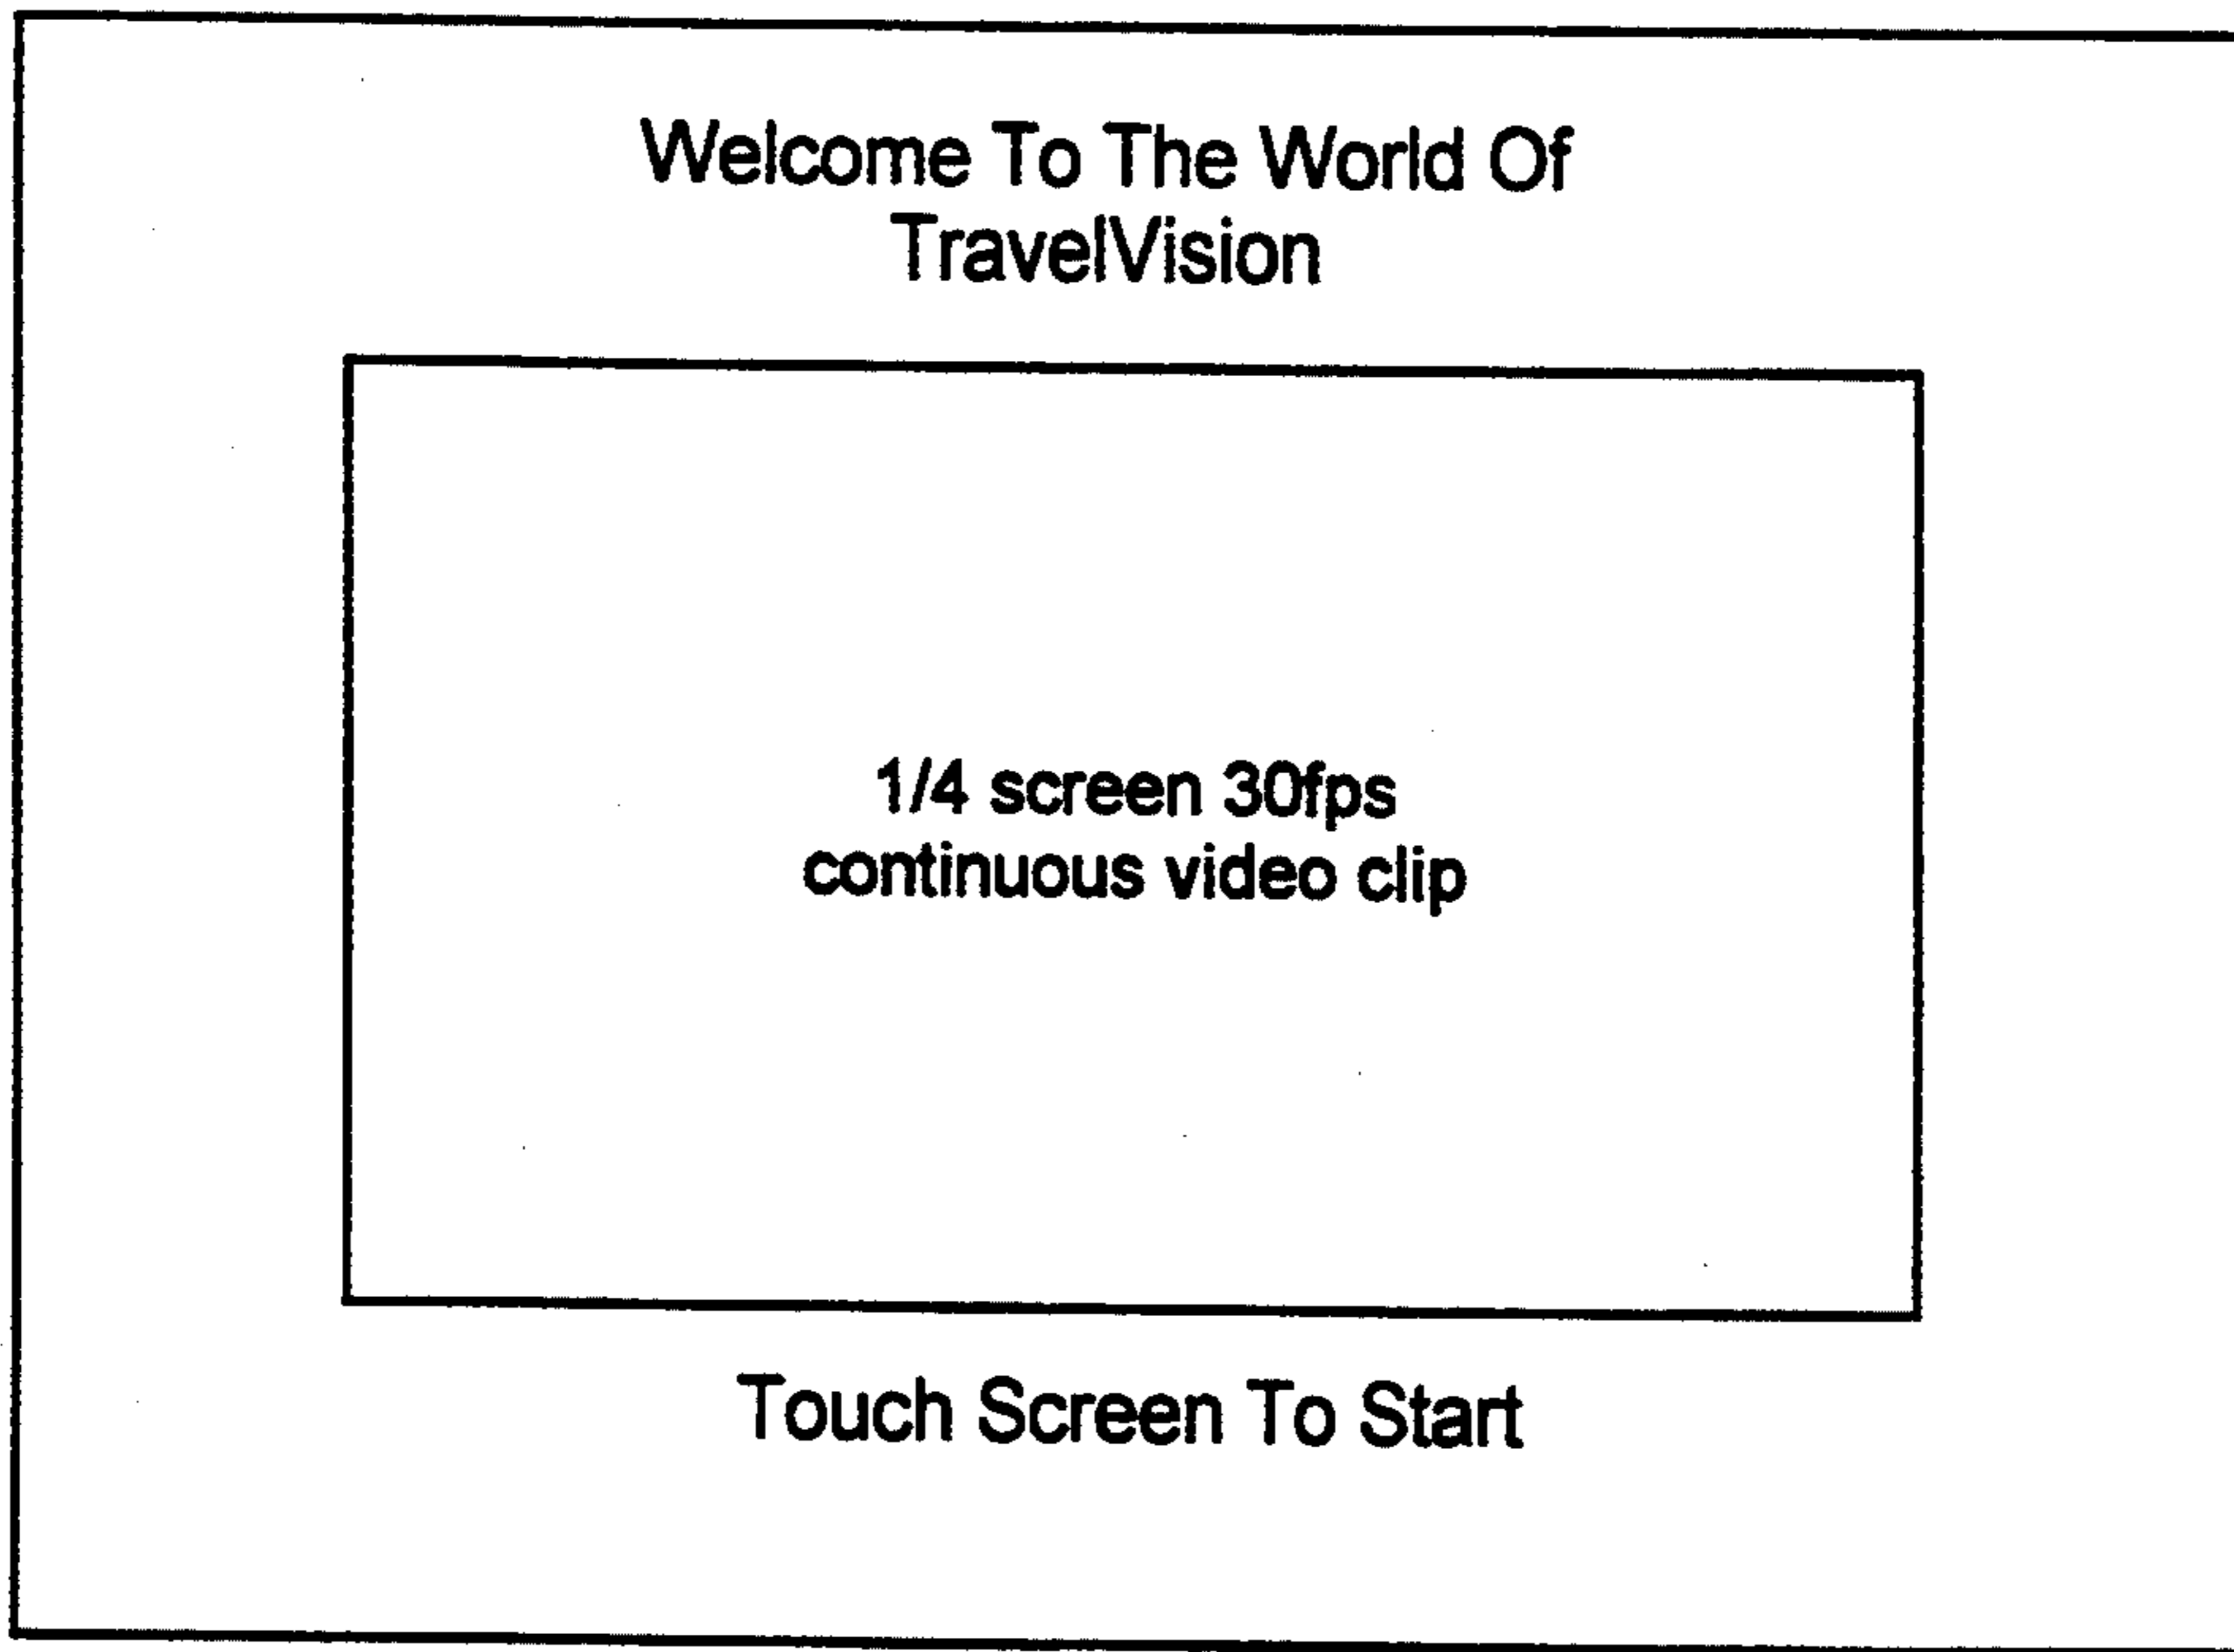 Welcome To The World Of
TravelVision
1/4 screen 30fps
continuous video clip
Touch Screen To Start